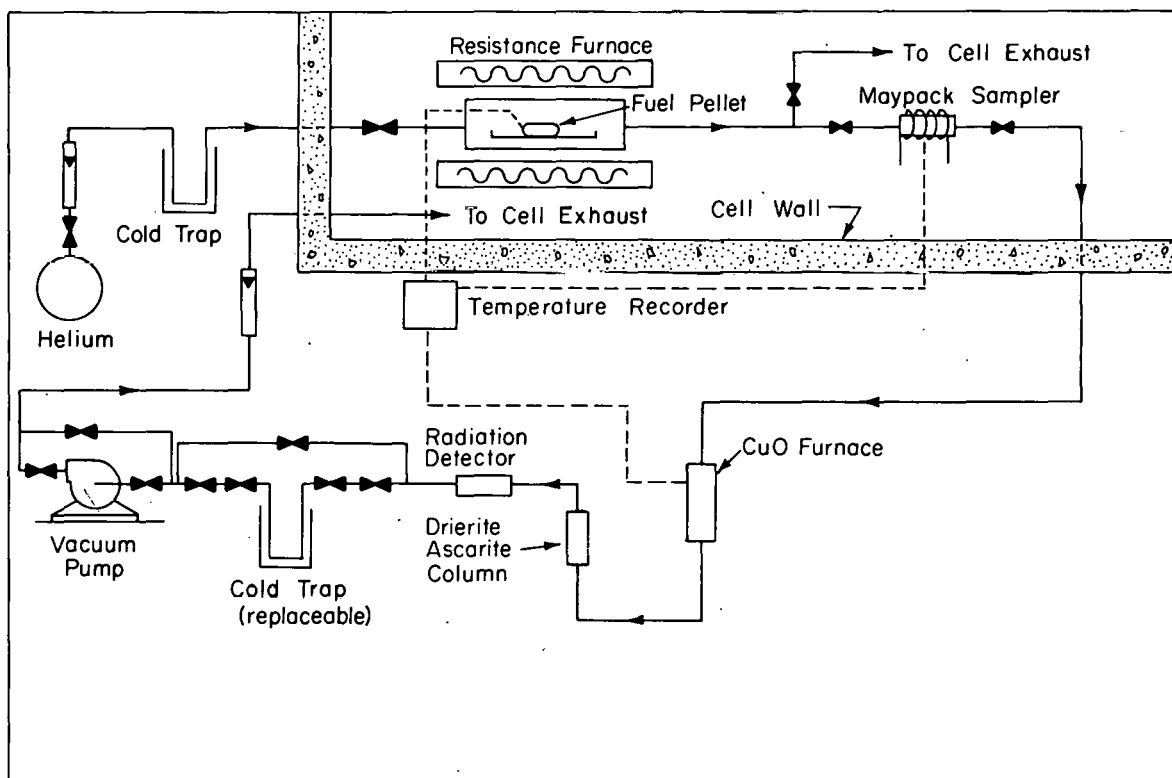 Resistance Furnace
To Cell Exhaust
Fuel Pellet
Maypack Sampler
Cold Trap
To Cell Exhaust
Cell Wall
Helium
Temperature Recorder
Radiation
Detector
CuO Furnace
Drierite
Ascarite
Column
Vacuum
Pump
Cold Trap
(replaceable)